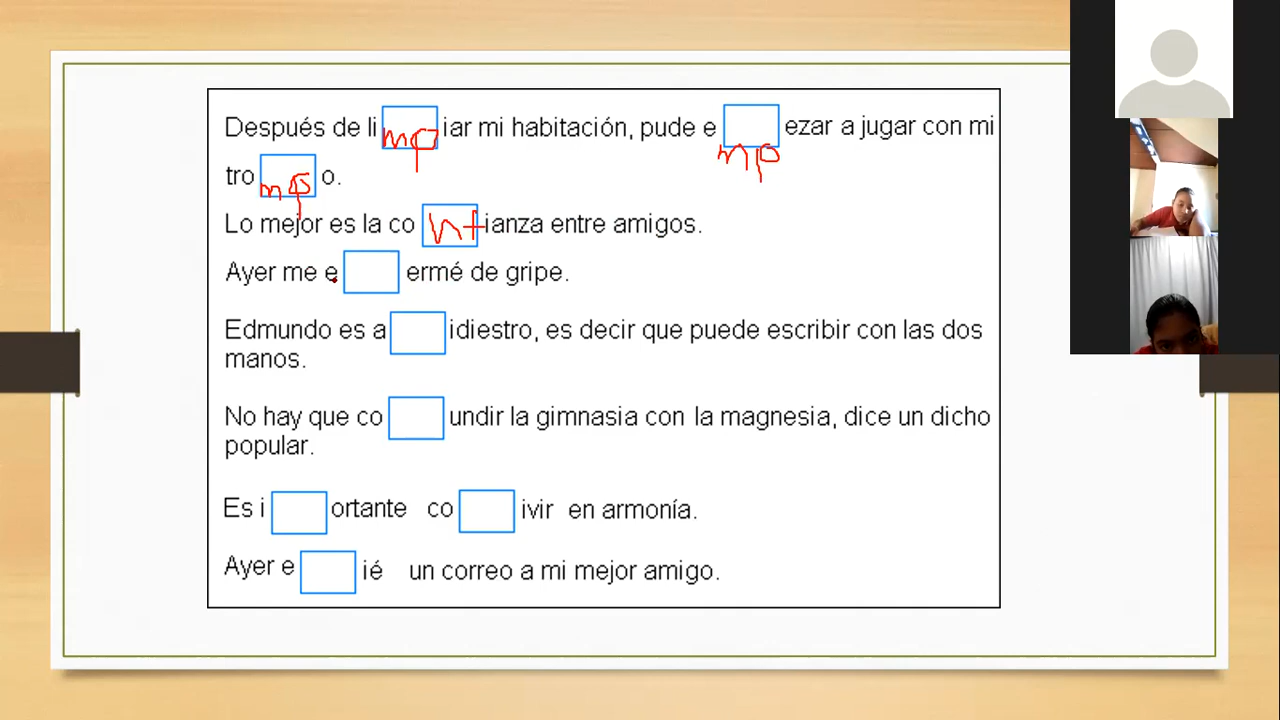 Después de li mp iar mi habitación, pude e mp ezar a jugar con mi
tro mp o.
Lo mejor es la co nf ianza entre amigos.
Ayer me e ermé de gripe.
Edmundo es a idiestro, es decir que puede escribir con las dos
manos.
No hay que co undir la gimnasia con la magnesia, dice un dicho
popular.
Es i ortante co ivir en armonía.
Ayer e ié un correo a mi mejor amigo.